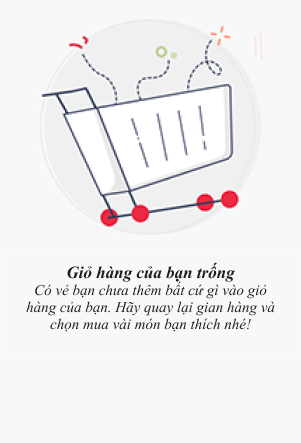 Giỏ hàng của bạn trống
Có vẻ bạn chưa thêm bất cứ gì vào giỏ
hàng của bạn. Hãy quay lại gian hàng và
chọn mua vài món bạn thích nhé!